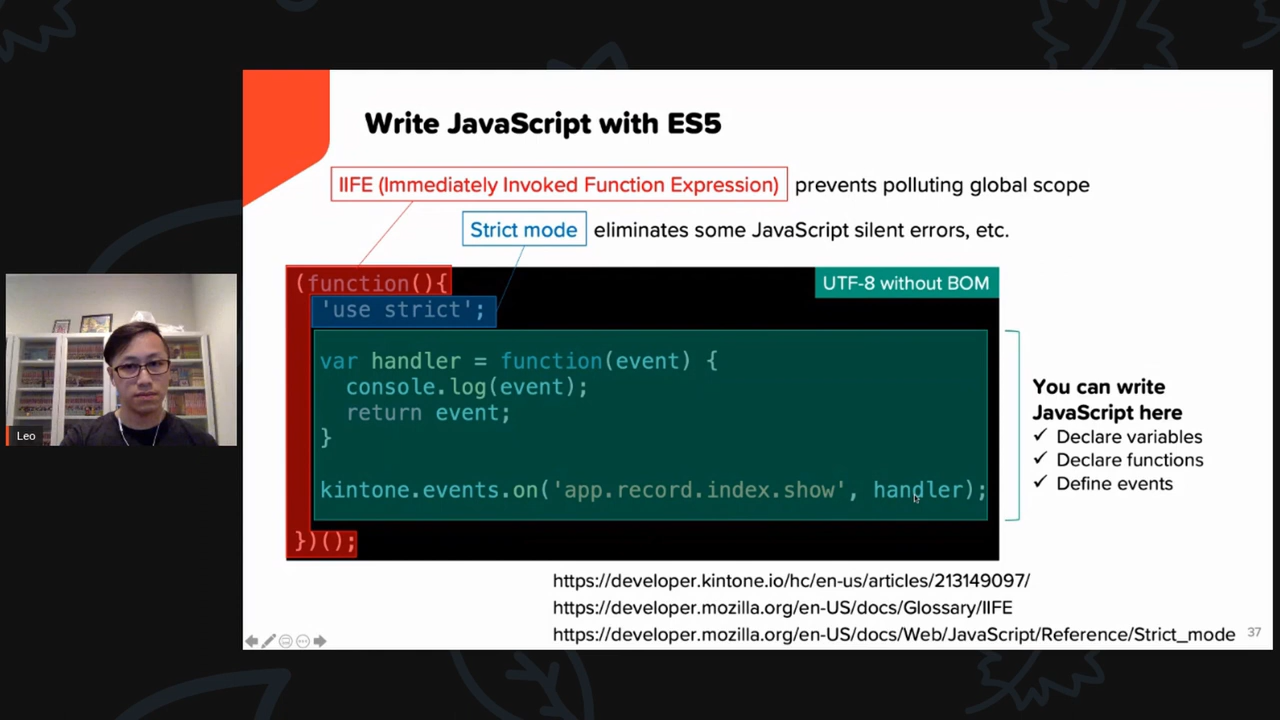 Write JavaScript with ES5
IIFE (Immediately Invoked Function Expression) prevents polluting global scope
Strict mode eliminates some JavaScript silent errors, etc.
UTF-8 without BOM
(function(){
'use strict';
var handler = function(event) {
console.log(event);
return event;
}
kintone.events.on('app.record.index.show', handler);
})();
You can write
JavaScript here
✓ Declare variables
✓ Declare functions
✓ Define events
https://developer.kintone.io/hc/en-us/articles/213149097/
https://developer.mozilla.org/en-US/docs/Glossary/IIFE
https://developer.mozilla.org/en-US/docs/Web/JavaScript/Reference/Strict_mode
37
Leo